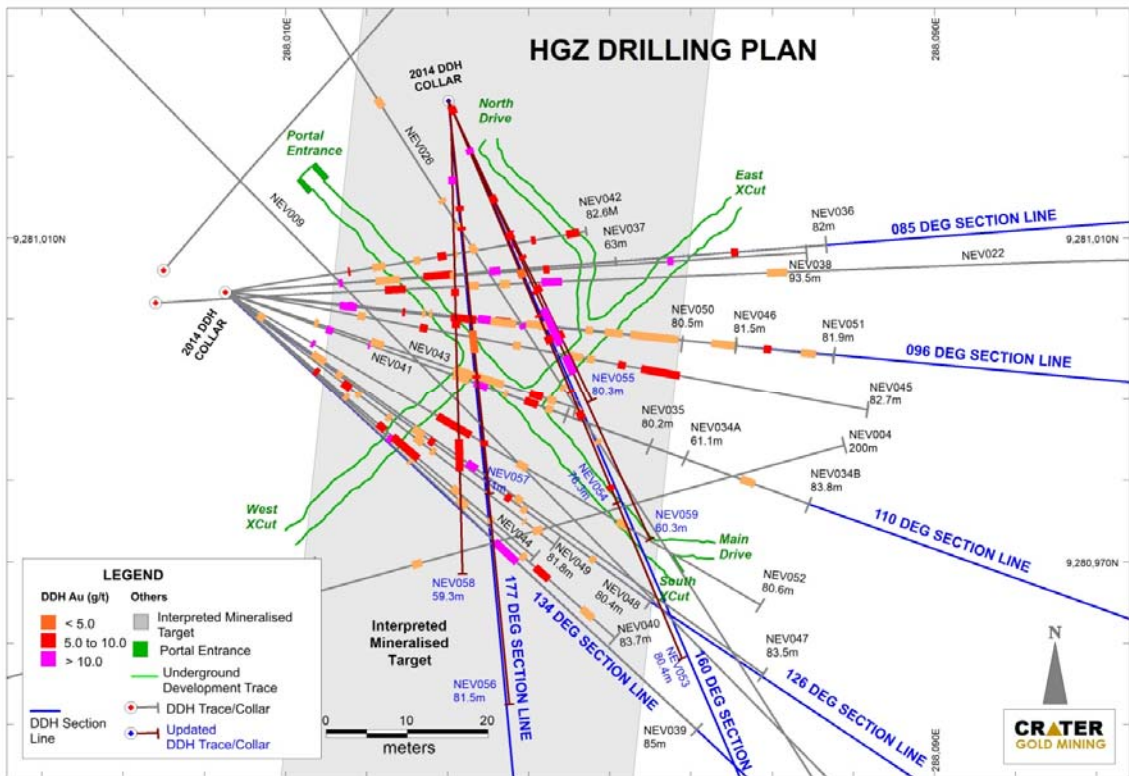 HGZ DRILLING PLAN
288,010
288,090
2014 DDH
COLLAR
North
Drive
Portal
Entrance
East
XCut
NEV026
NEV009
NEV042
82.6M
NEV037
63m
NEV036
82m
085 DEG SECTION LINE
9,281,010N
9,281,010N
NEV022
NEV038
93.5m
2014 DDH
COLLAR
NEV050
80.5m
NEV046
81.5m
NEV051
81.9m
096 DEG SECTION LINE
NEV043
NEV041
NEV055
80.3m
NEV045
82.7m
NEV035
80.2m
NEV034A
61.1m
NEV004
200m
NEV034B
83.8m
110 DEG SECTION LINE
NEV057
NEV054
76.3m
NEV059
60.3m
West
XCut
Main
Drive
NEV044
NEV049
81.8m
NEV048
80.4m
South
XCut
9,280,970N
NEV052
80.6m
NEV058
59.3m
NEV040
83.7m
NEV047
83.5m
NEV053
80.4m
177 DEG SECTION LINE
134 DEG SECTION LINE
160 DEG SECTION
126 DEG SECTION LINE
Interpreted
Mineralised
Target
NEV056
81.5m
NEV039
85m
288,090
N
0 10 20
meters
LEGEND
DDH Au (g/t)
Others
< 5.0
5.0 to 10.0
> 10.0
Interpreted Mineralised
Target
Portal Entrance
Underground
Development Trace
DDH Section
Line
DDH Trace/Collar
Updated
DDH Trace/Collar
CRATER
GOLD MINING